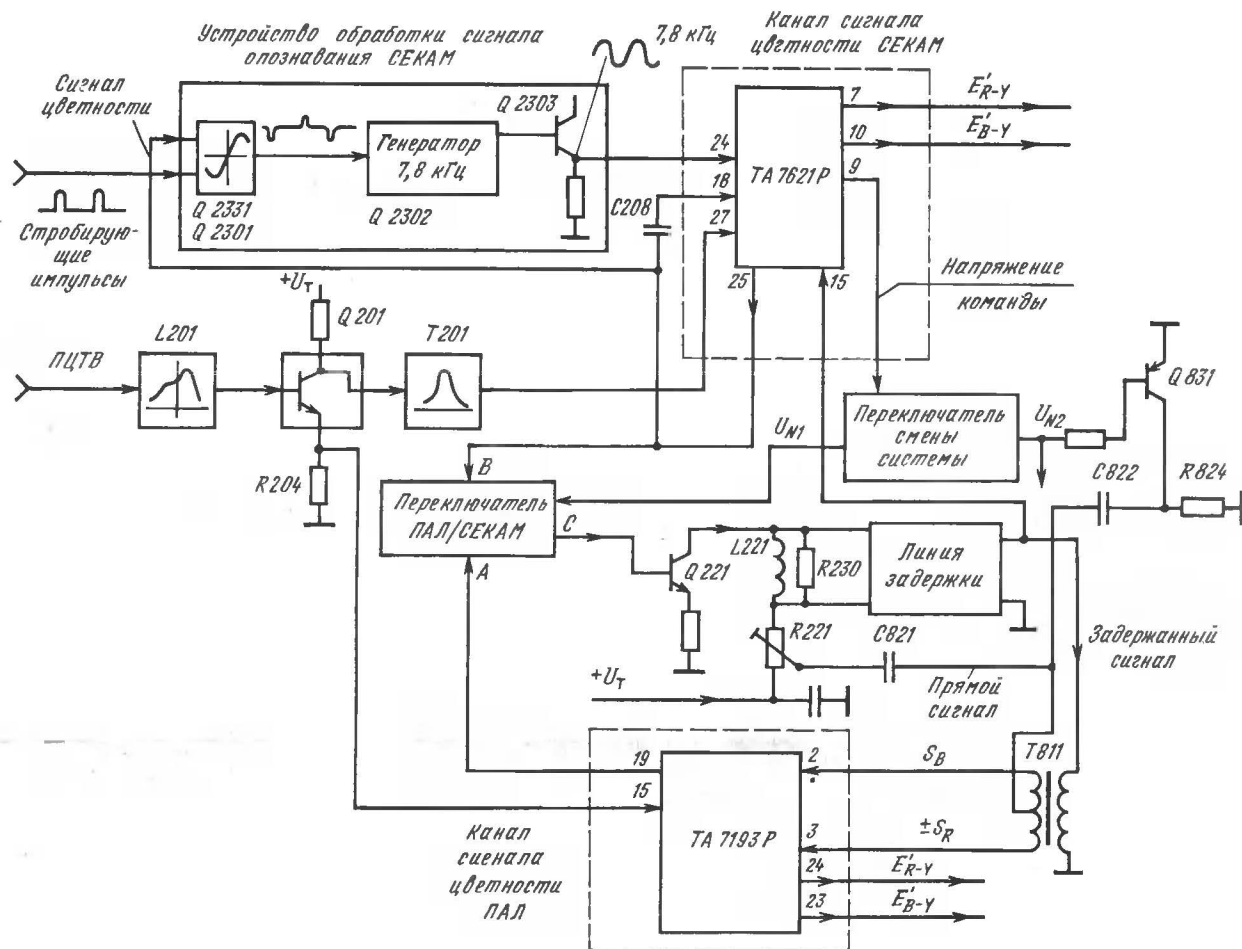 Устройство обработки сигнала
опознавания СЕКАМ
7,8 кГц
Канал сигнала
цветности СЕКАМ
Сигнал
цветности
Q 2303
Генератор
7,8 кГц
Q 2331
Q 2301
Q 2302
Стробирую-
щие
импульсы
C208
24
18
27
25
15
TA 7621P
7
10
9
E'R-Y
E'B-Y
Напряжение
команды
+Uт
Q 201
L201
T201
ПЦТВ
R204
Q 831
Переключатель
смены
системы
UN1
UN2
C822
R824
B
Переключатель
ПАЛ/СЕКАМ
C
A
Q 221
L221
R230
Линия
задержки
R221
C821
+Uт
Прямой
сигнал
Задержанный
сигнал
T811
19
15
TA 7193P
2
3
24
23
SB
±SR
E'R-Y
E'B-Y
Канал
сигнала
цветности
ПАЛ